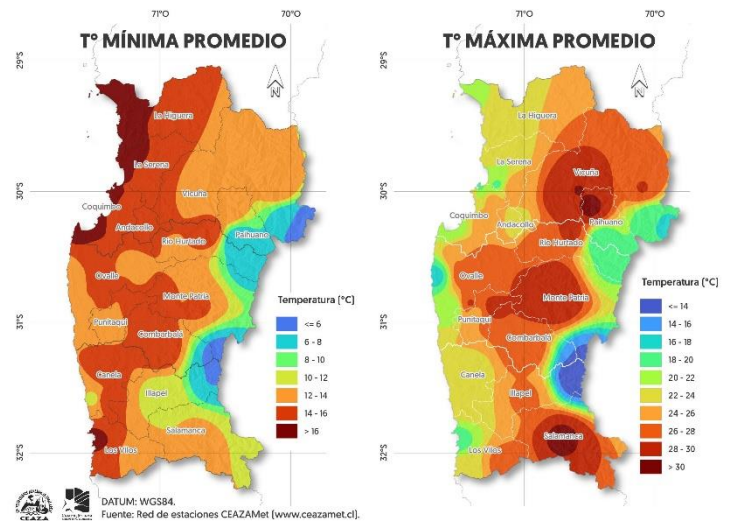 71°O
70°O
T° MÍNIMA PROMEDIO
29°S
N
La Higuera
La Serena
Vicuña
30°S
Coquimbo
Andacollo
Paihuano
Río Hurtado
Ovalle
Monte Patria
31°S
Punitaqui
Combarbalá
Canela
Illapel
Salamanca
Los Vilos
32°S
Temperatura (°C)
<= 6
6 - 8
8 - 10
10 - 12
12 - 14
14 - 16
> 16
71°O
70°O
T° MÁXIMA PROMEDIO
29°S
N
La Higuera
La Serena
Vicuña
30°S
Coquimbo
Andacollo
Paihuano
Río Hurtado
Ovalle
Monte Patria
31°S
Punitaqui
Combarbalá
Canela
Illapel
Salamanca
Los Vilos
32°S
Temperatura (°C)
<= 14
14 - 16
16 - 18
18 - 20
20 - 22
22 - 24
24 - 26
26 - 28
28 - 30
> 30
CEAZA
DATUM: WGS84.
Fuente: Red de estaciones CEAZAMet (www.ceazamet.cl).